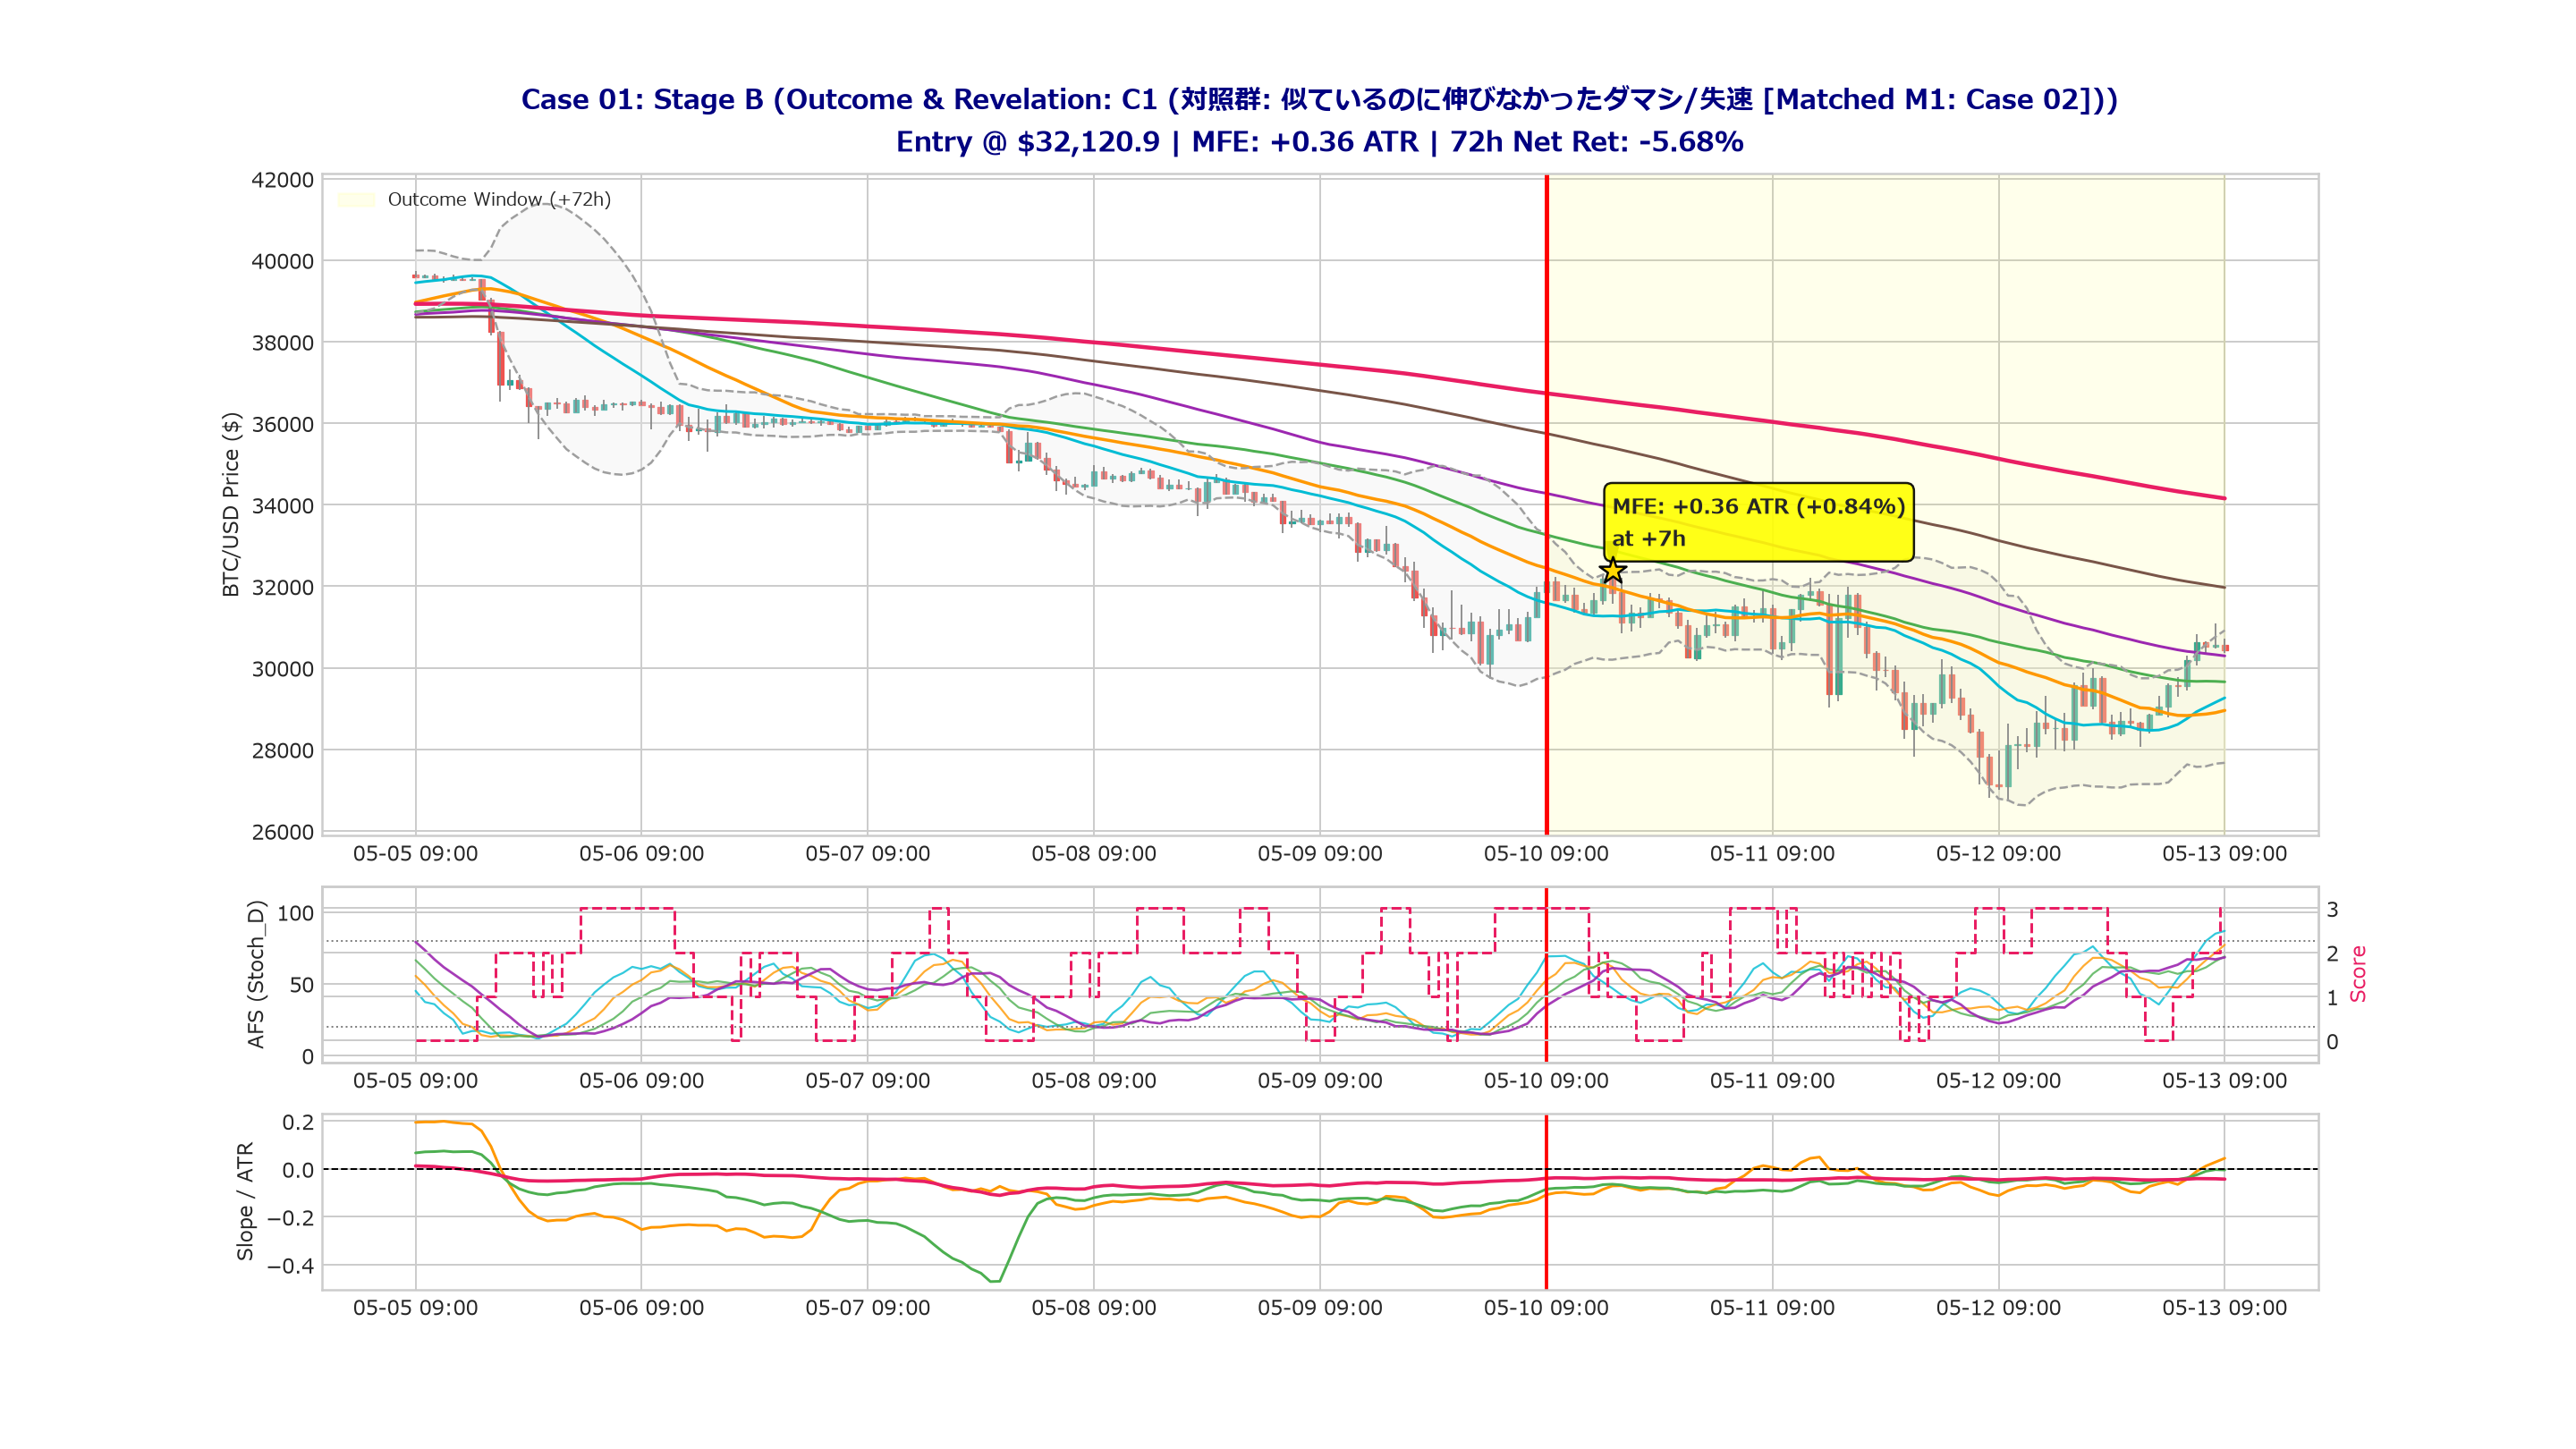 Case 01: Stage B (Outcome & Revelation: C1 (対照群: 似ているのに伸びなかったダマシ/失速 [Matched M1: Case 02]))
Entry @ $32,120.9 | MFE: +0.36 ATR | 72h Net Ret: -5.68%
Outcome Window (+72h)
BTC/USD Price ($)
42000
40000
38000
36000
34000
32000
30000
28000
26000
MFE: +0.36 ATR (+0.84%)
at +7h
05-05 09:00 05-06 09:00 05-07 09:00 05-08 09:00 05-09 09:00 05-10 09:00 05-11 09:00 05-12 09:00 05-13 09:00
AFS (Stoch_D)
100
50
0
3
2
1
0
Score
05-05 09:00 05-06 09:00 05-07 09:00 05-08 09:00 05-09 09:00 05-10 09:00 05-11 09:00 05-12 09:00 05-13 09:00
Slope / ATR
0.2
0.0
−0.2
−0.4
05-05 09:00 05-06 09:00 05-07 09:00 05-08 09:00 05-09 09:00 05-10 09:00 05-11 09:00 05-12 09:00 05-13 09:00